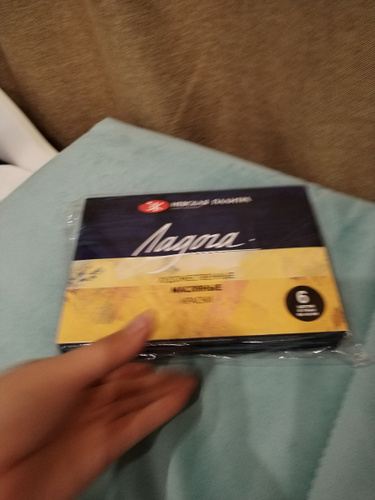 НЕВСКАЯ ПАЛИТРА
Ладога
ХУДОЖЕСТВЕННЫЕ
МАСЛЯНЫЕ
КРАСКИ
6